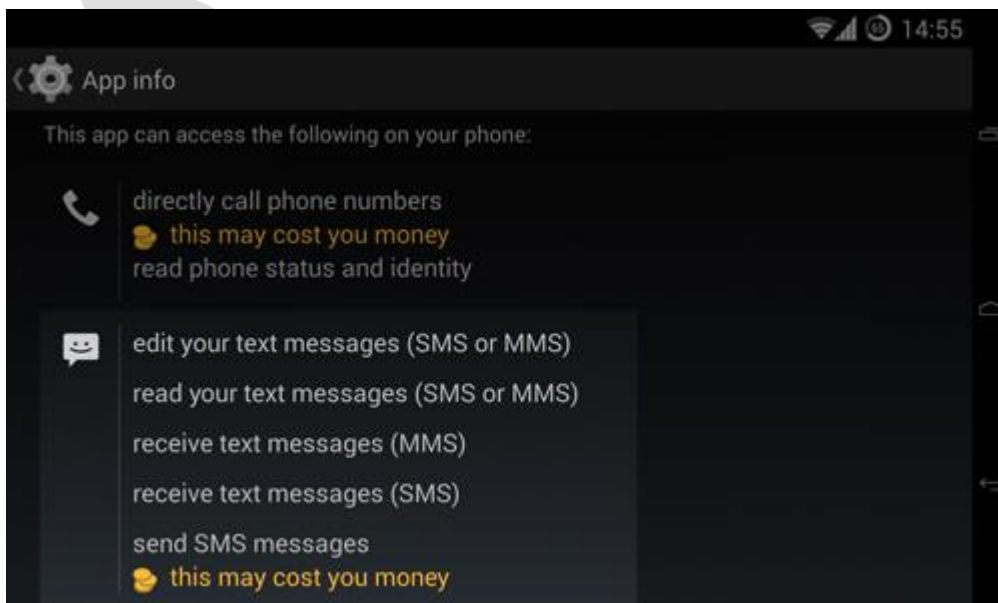 14:55
App info
This app can access the following on your phone:
directly call phone numbers
this may cost you money
read phone status and identity
edit your text messages (SMS or MMS)
read your text messages (SMS or MMS)
receive text messages (MMS)
receive text messages (SMS)
send SMS messages
this may cost you money